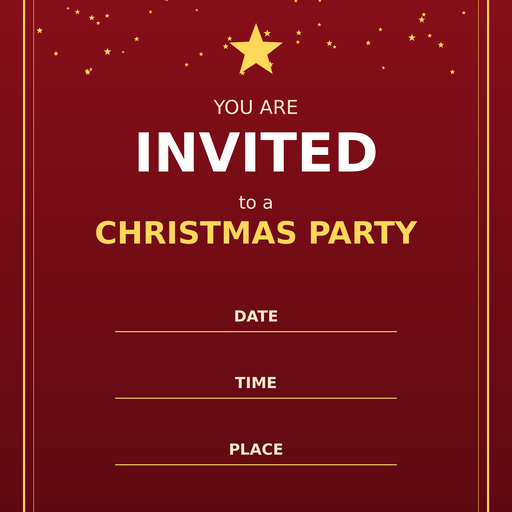 YOU ARE
INVITED
to a
CHRISTMAS PARTY
DATE
TIME
PLACE